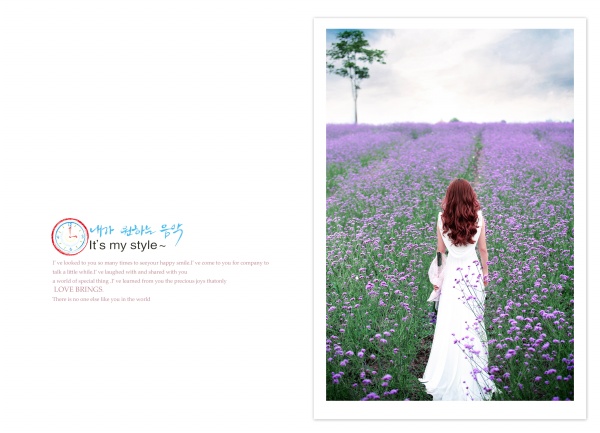 내가 원하는 음악
It's my style~
I've looked to you so many times to seeyour happy smile,I've come to you for company to
talk a little while.I've laughed with and shared with you
a world of special thing .I've learned from you the precious joys thatonly
LOVE BRINGS.
There is no one else like you in the world